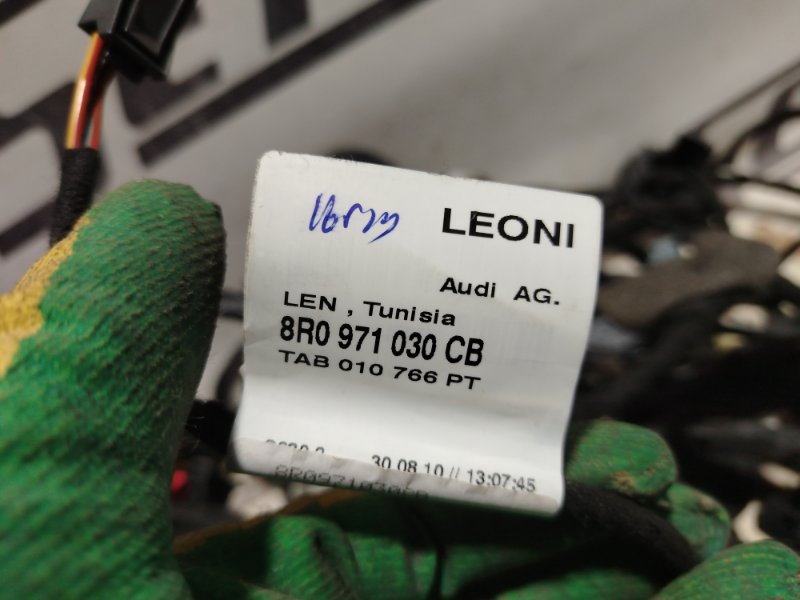 LEONI
Audi AG.
LEN , Tunisia
8R0 971 030 CB
TAB 010 766 PT
30.08.10 // 13:07:45